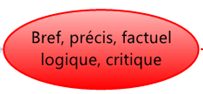 Bref, précis, factuel
logique, critique